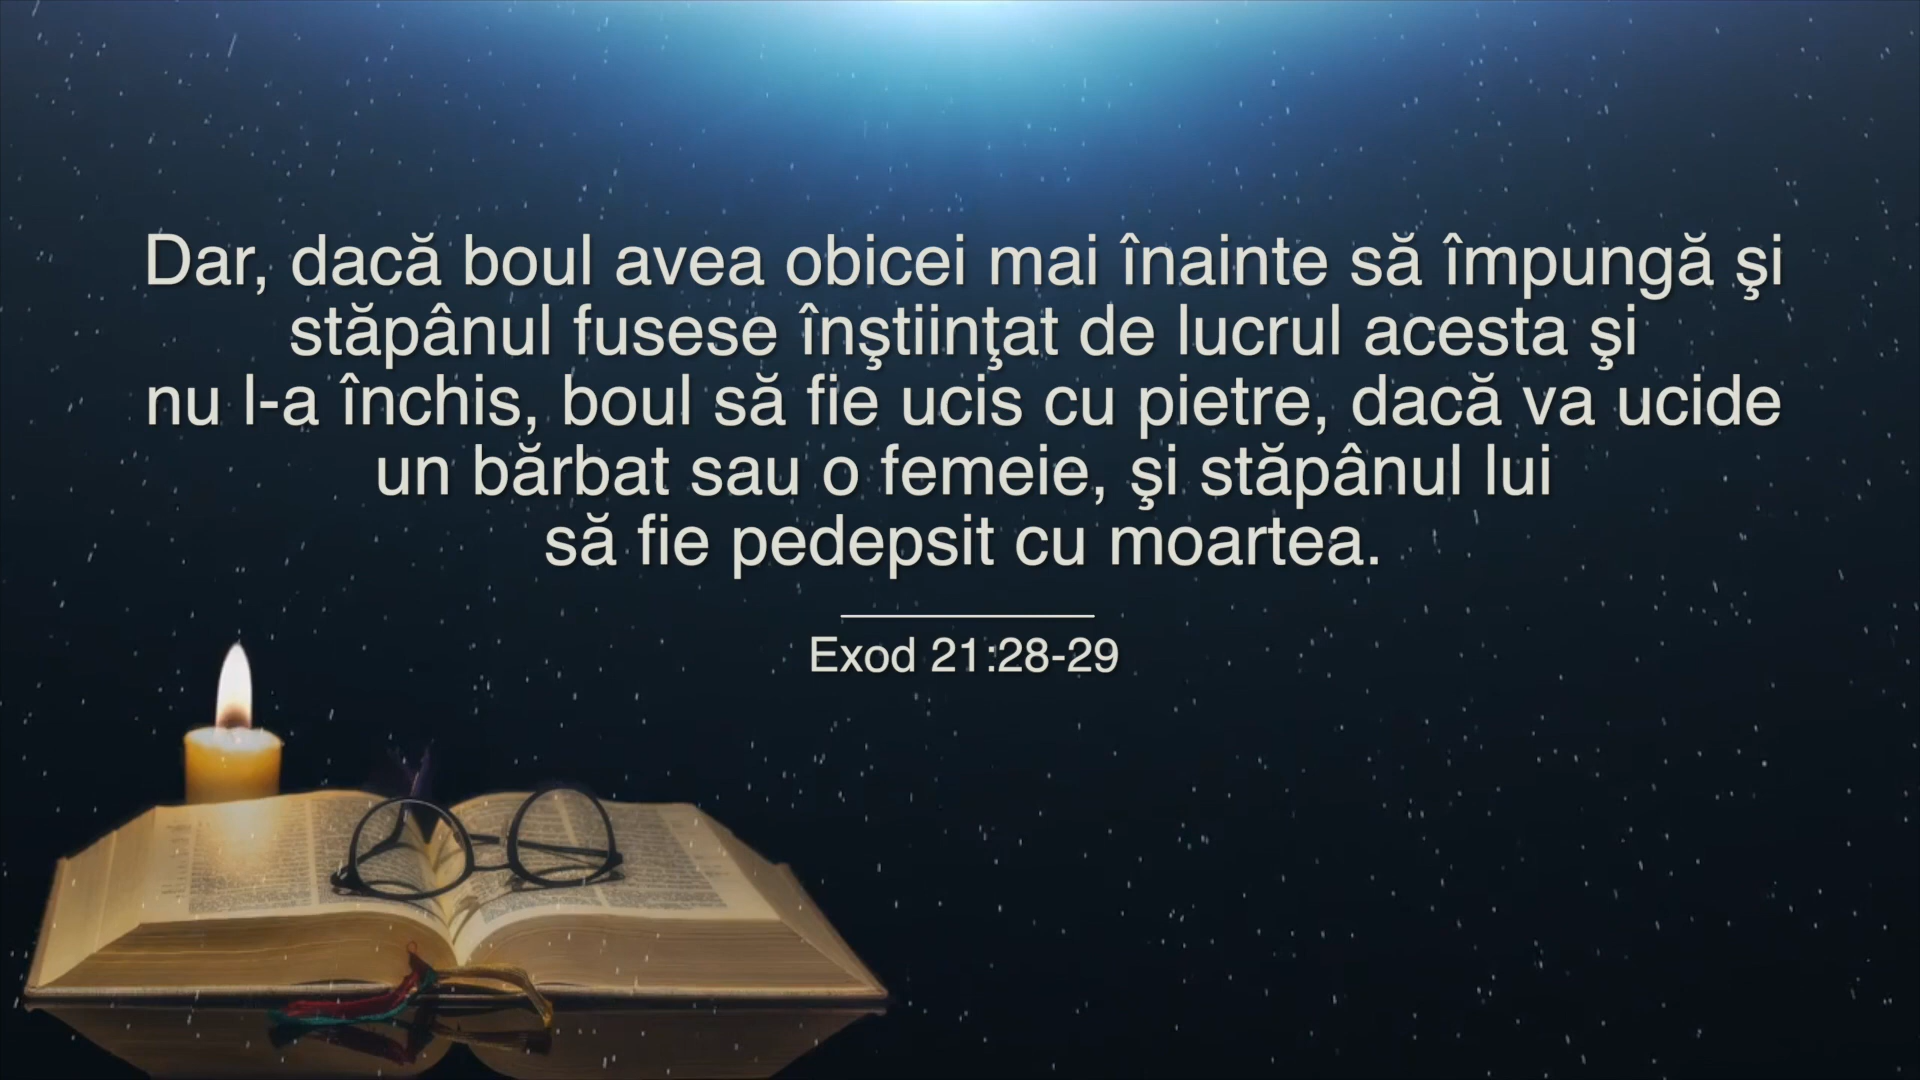 Dar, dacă boul avea obicei mai înainte să împungă şi
stăpânul fusese înştiinţat de lucrul acesta şi
nu l-a închis, boul să fie ucis cu pietre, dacă va ucide
un bărbat sau o femeie, şi stăpânul lui
să fie pedepsit cu moartea.
Exod 21:28-29